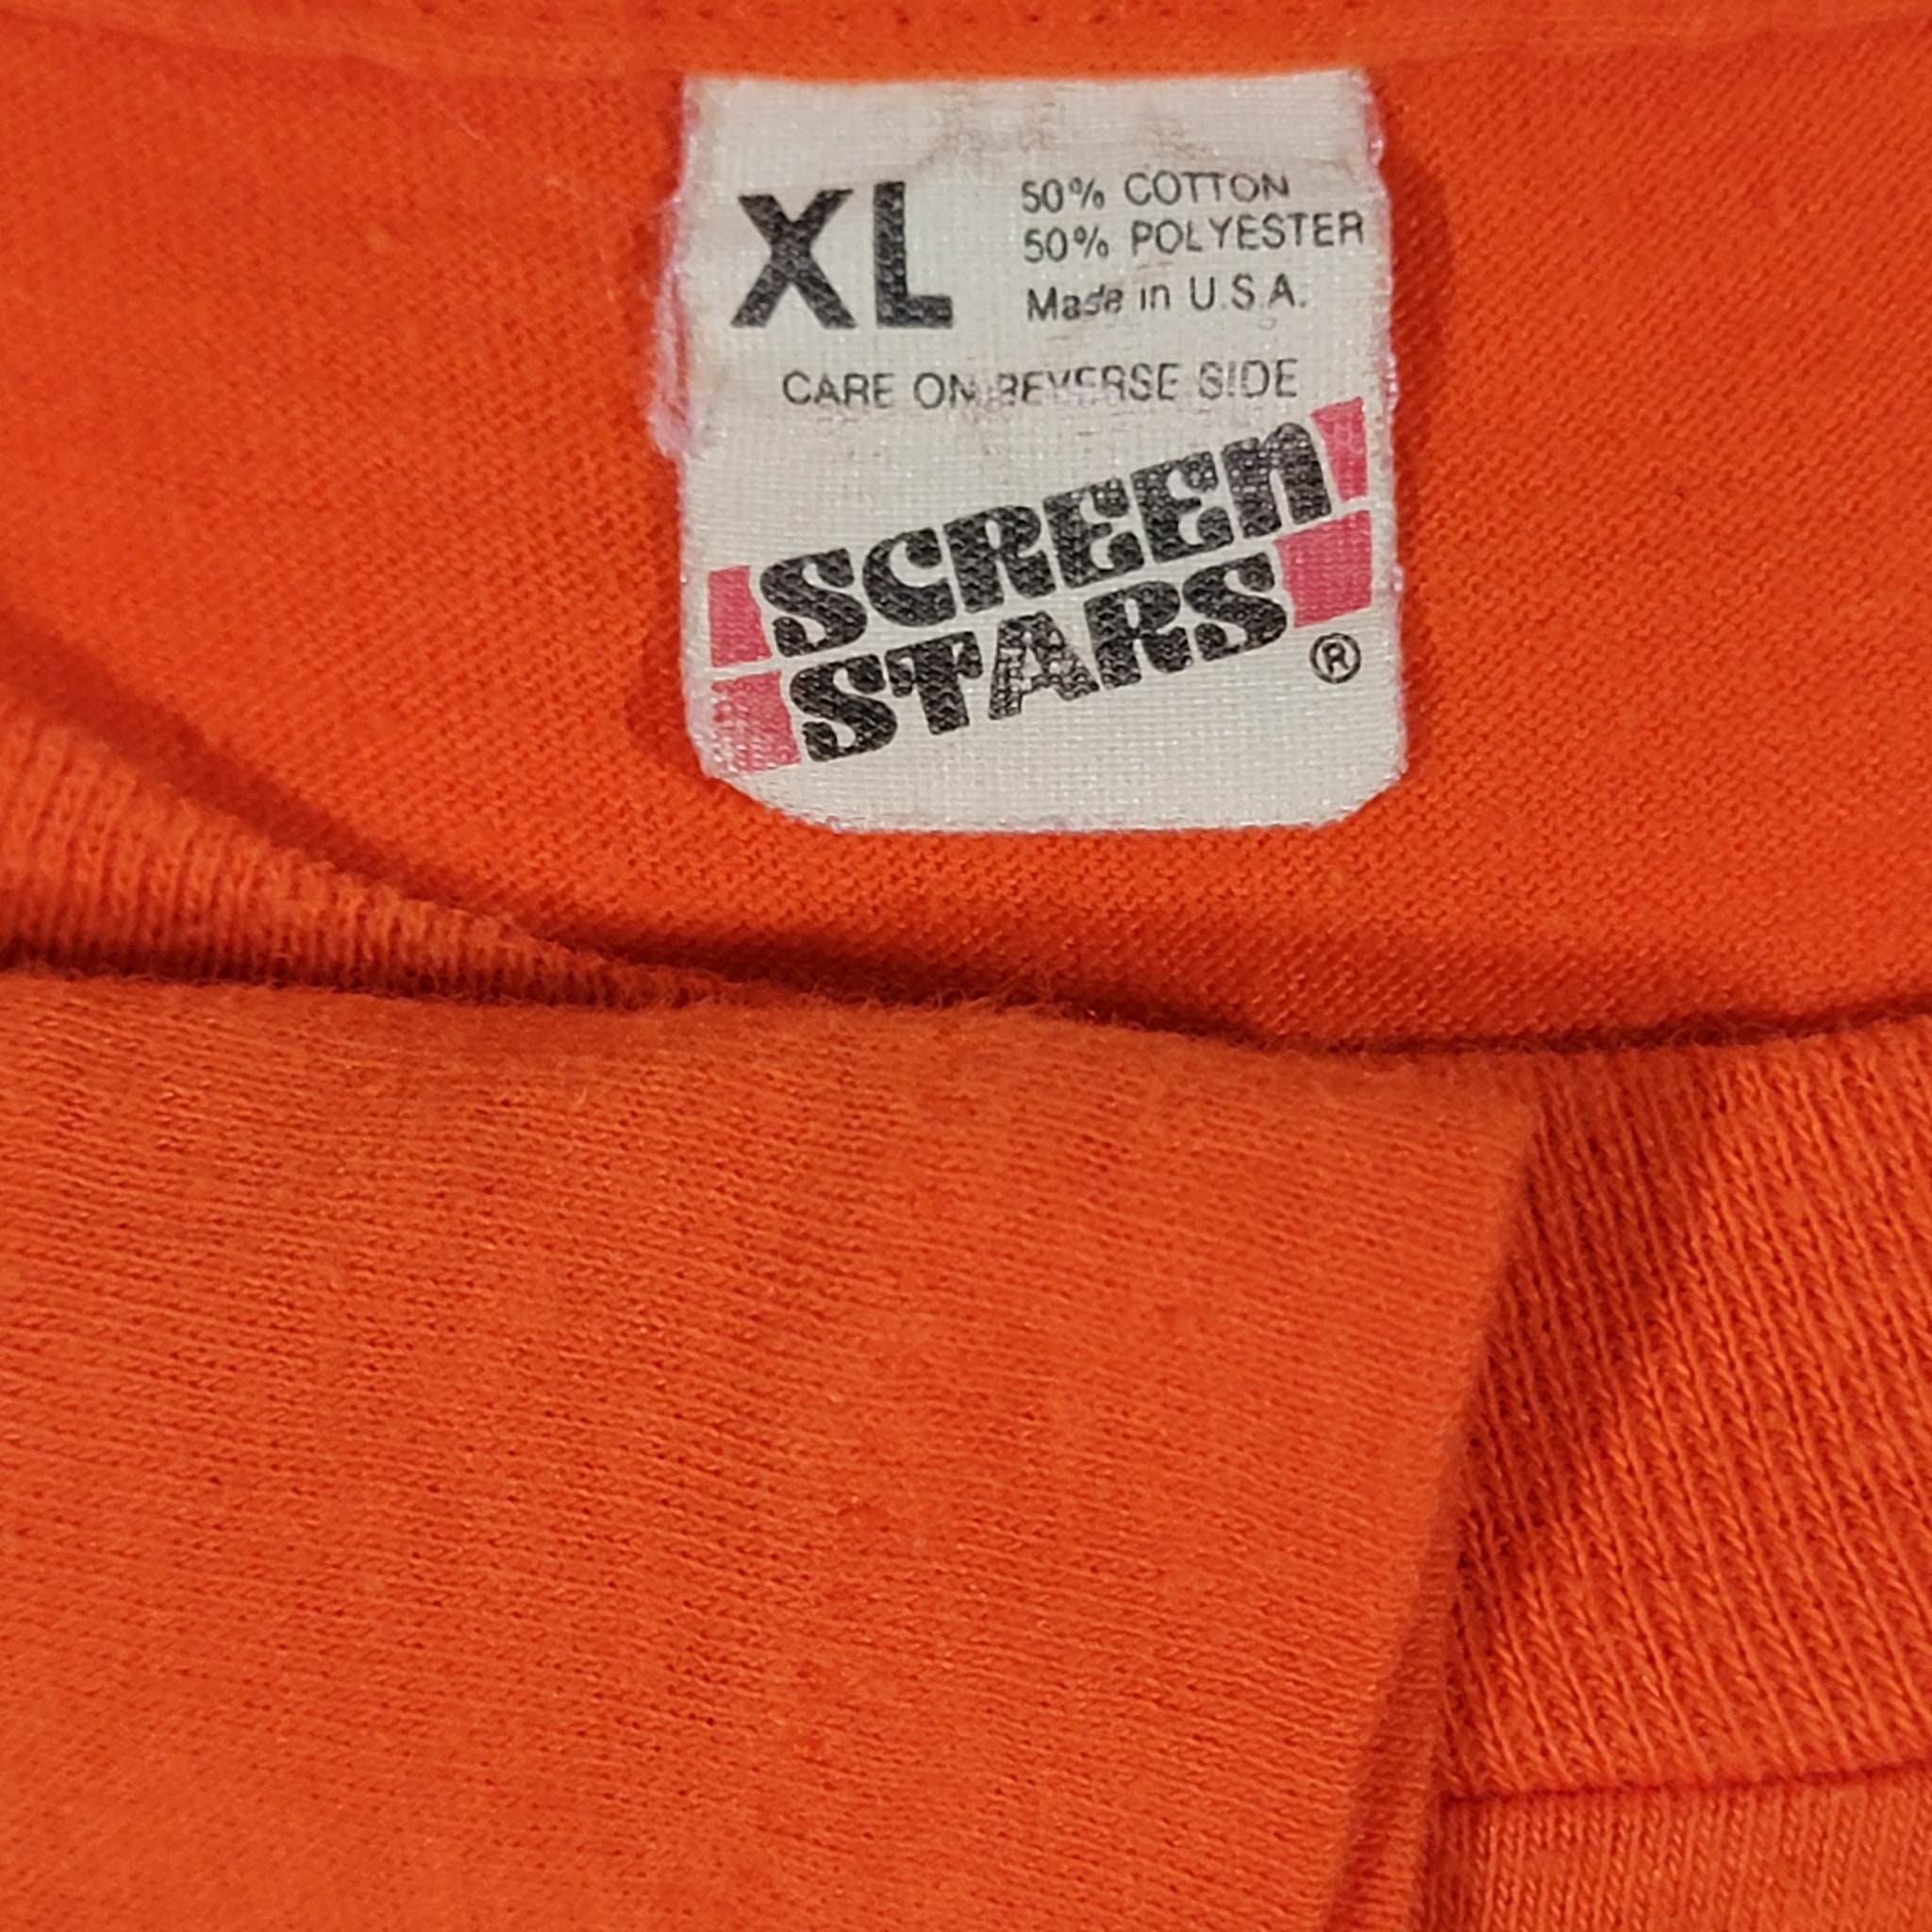 XL
50% COTTON
50% POLYESTER
Made in U.S.A.
CARE ON REVERSE SIDE
SCREEN
STARS
®